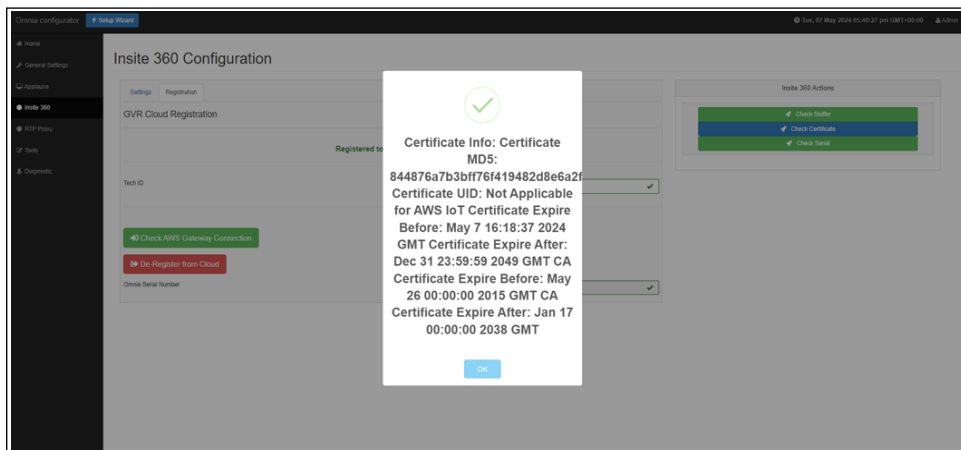 Omnia configurator
Setup Wizard
Tue, 07 May 2024 05:40:27 pm GMT+00:00
Admin
Home
General Settings
Applause
Insite 360
RTP Proxy
Tools
Diagnostic
Insite 360 Configuration
Settings
Registration
GVR Cloud Registration
Registered to
Tech ID
Check AWS Gateway Connection
De-Register from Cloud
Omnia Serial Number
Certificate Info: Certificate
MD5:
844876a7b3bff76f419482d8e6a2f
Certificate UID: Not Applicable
for AWS IoT Certificate Expire
Before: May 7 16:18:37 2024
GMT Certificate Expire After:
Dec 31 23:59:59 2049 GMT CA
Certificate Expire Before: May
26 00:00:00 2015 GMT CA
Certificate Expire After: Jan 17
00:00:00 2038 GMT
OK
Insite 360 Actions
Check Sniffer
Check Certificate
Check Serial